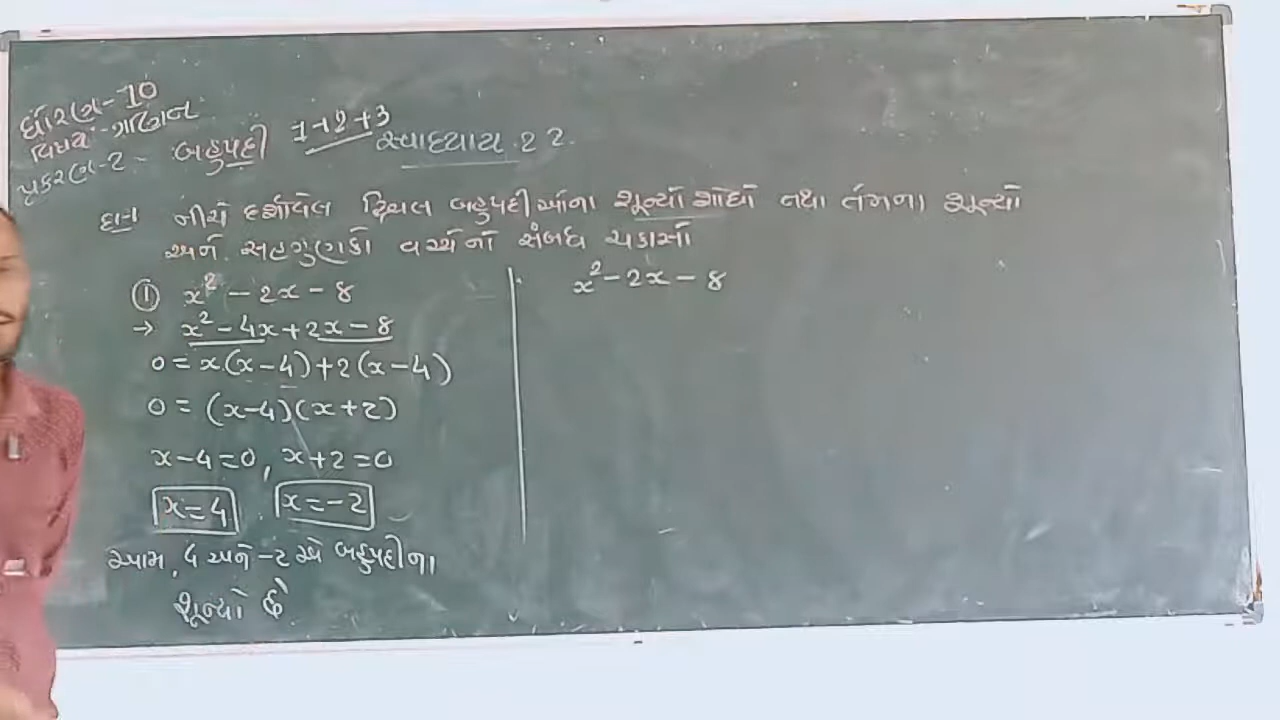 ધોરણ-10
વિષય-ગણિત
પ્રકરણ-2- બહુપદી 1+2+3 સ્વાધ્યાય 2.2.
દા-1 નીચે દર્શાવેલ દ્વિઘાત બહુપદીઓના શૂન્યો શોધો તથા તેમના શૂન્યો
અને સહગુણકો વચ્ચેનો સંબંધ ચકાસો
① x² - 2x - 8
→ x² - 4x + 2x - 8
0 = x(x-4)+2(x-4)
0 = (x-4)(x+2)
x-4=0, x+2=0
x=4 x=-2
આમ, 4 અને -2 એ બહુપદીના
શૂન્યો છે.
x² - 2x - 8